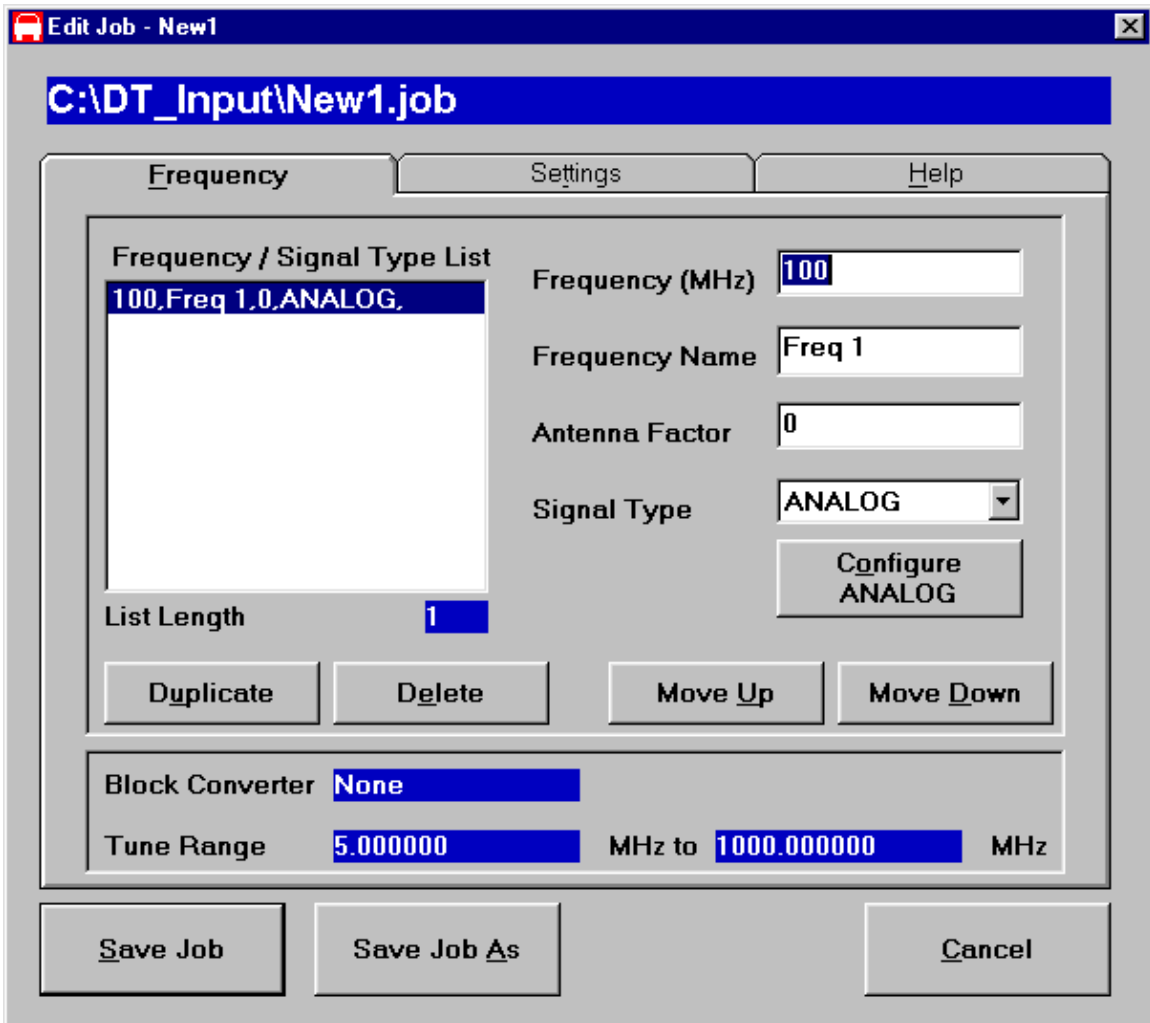 Edit Job - New1
C:\DT_Input\New1.job
Frequency
Settings
Help
Frequency / Signal Type List
100,Freq 1,0,ANALOG,
List Length 1
Frequency (MHz) 100
Frequency Name Freq 1
Antenna Factor 0
Signal Type ANALOG
Configure
ANALOG
Duplicate
Delete
Move Up
Move Down
Block Converter None
Tune Range 5.000000 MHz to 1000.000000 MHz
Save Job
Save Job As
Cancel